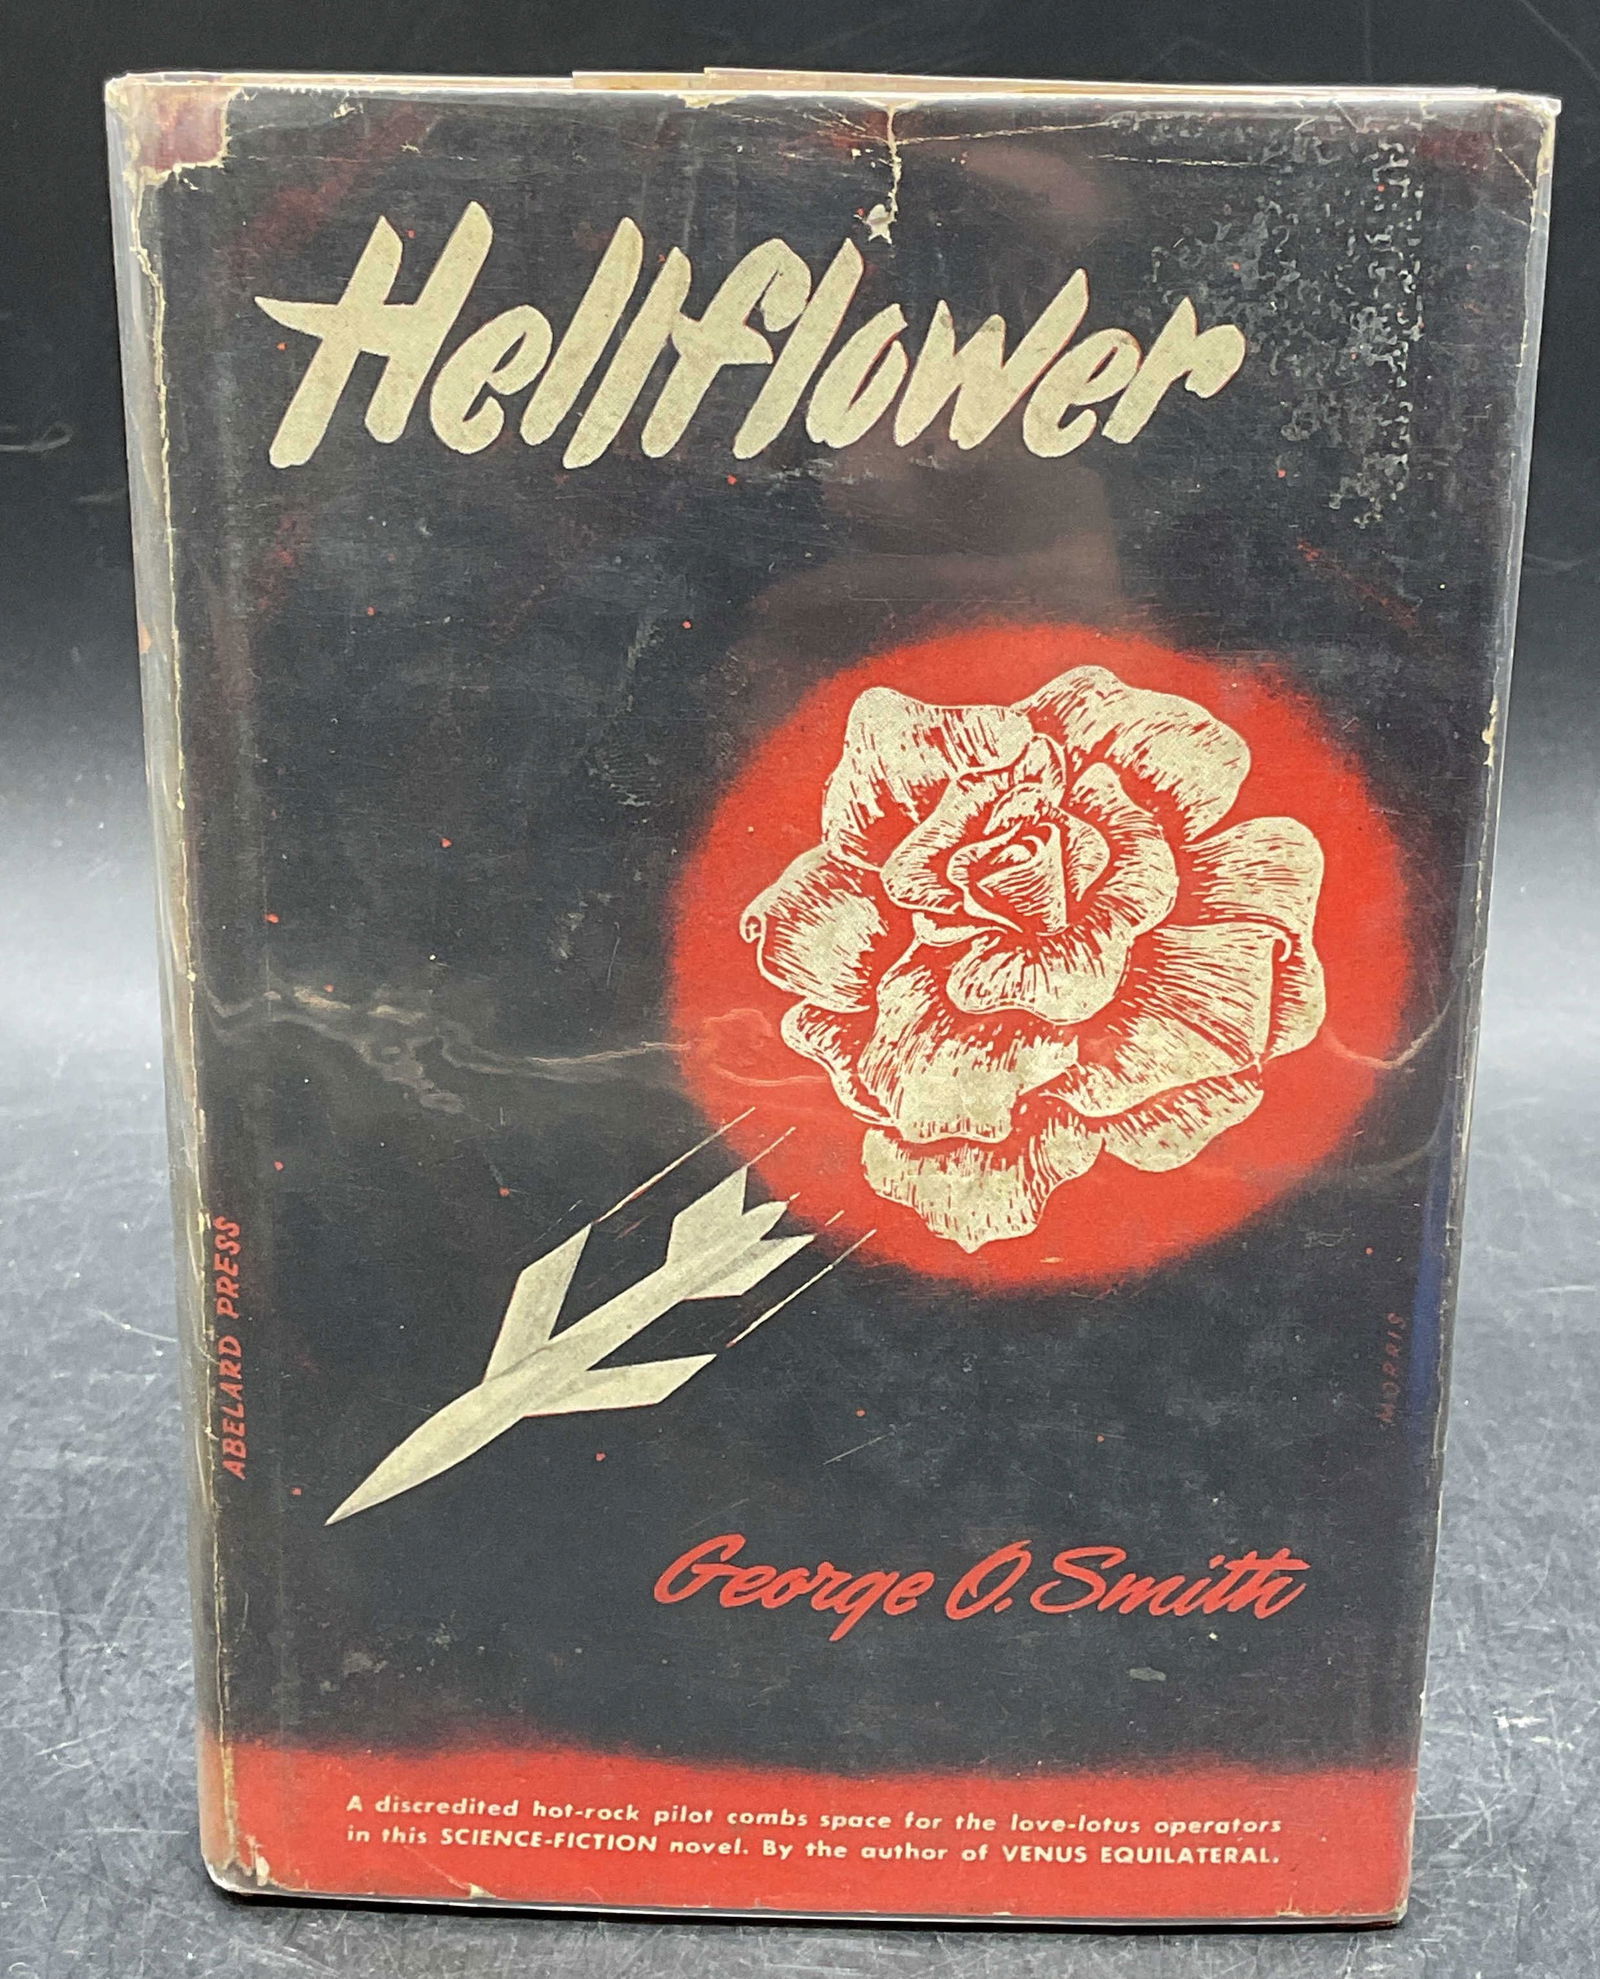 Hellflower
ABELARD PRESS
MORRIS
George O. Smith
A discredited hot-rock pilot combs space for the love-lotus operators
in this SCIENCE-FICTION novel. By the author of VENUS EQUILATERAL.